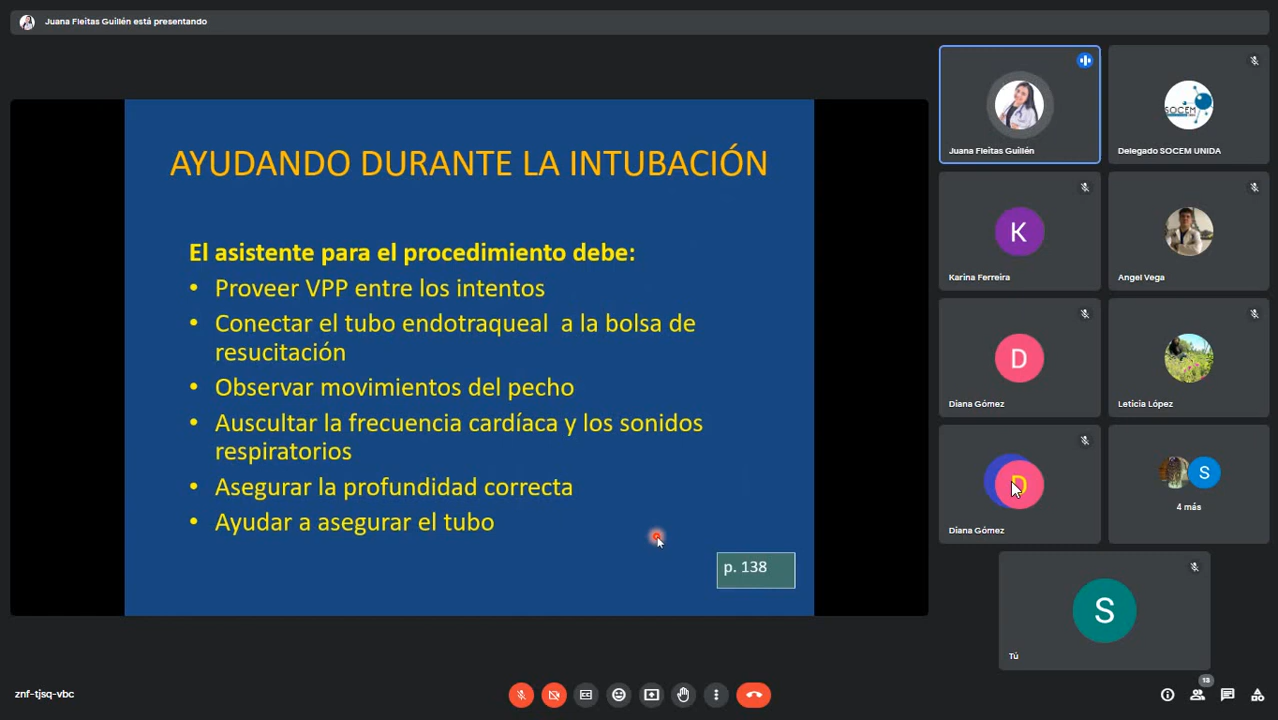 Juana Fleitas Guillén está presentando
AYUDANDO DURANTE LA INTUBACIÓN
El asistente para el procedimiento debe:
• Proveer VPP entre los intentos
• Conectar el tubo endotraqueal a la bolsa de
resucitación
• Observar movimientos del pecho
• Auscultar la frecuencia cardíaca y los sonidos
respiratorios
• Asegurar la profundidad correcta
• Ayudar a asegurar el tubo
p. 138
Juana Fleitas Guillén
SOCEM
Delegado SOCEM UNIDA
K
Karina Ferreira
Angel Vega
D
Diana Gómez
Leticia López
D
Diana Gómez
S
4 más
S
Tú
znf-tjsq-vbc
13